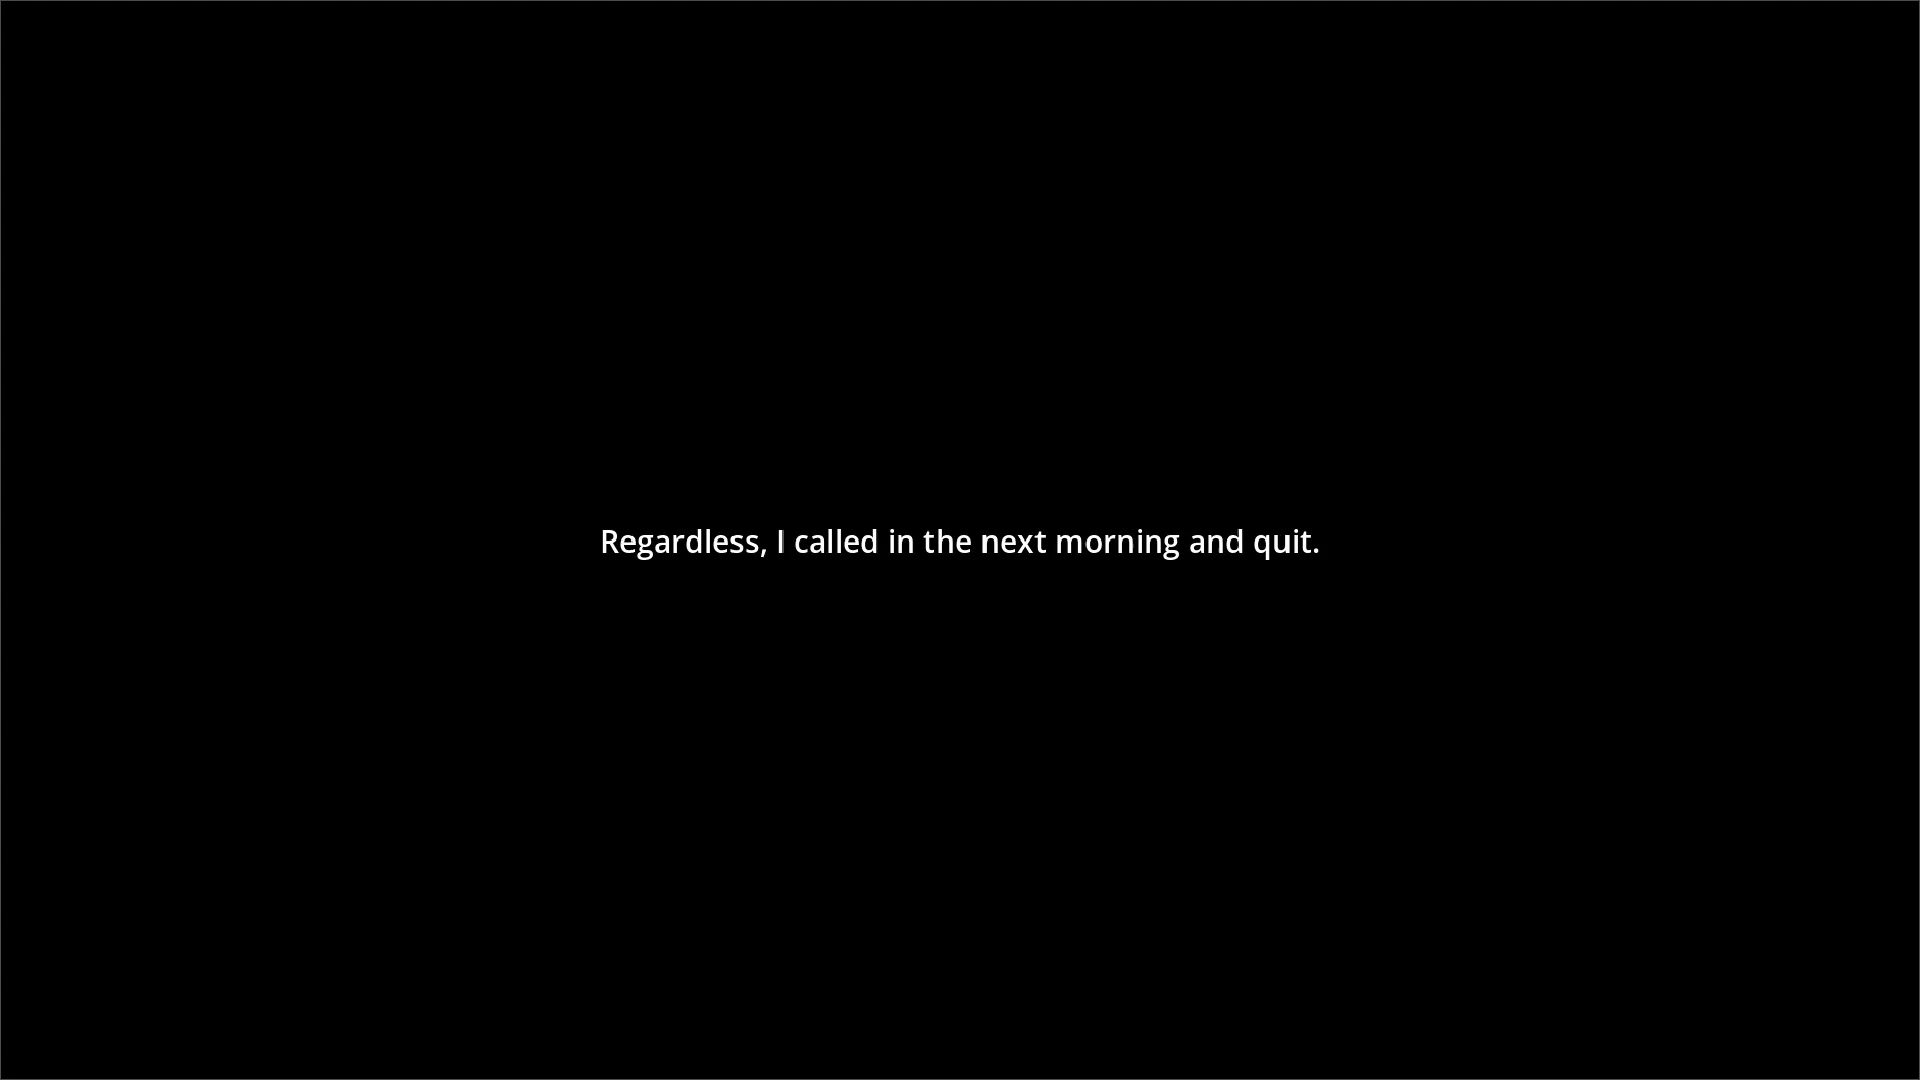 Regardless, I called in the next morning and quit.